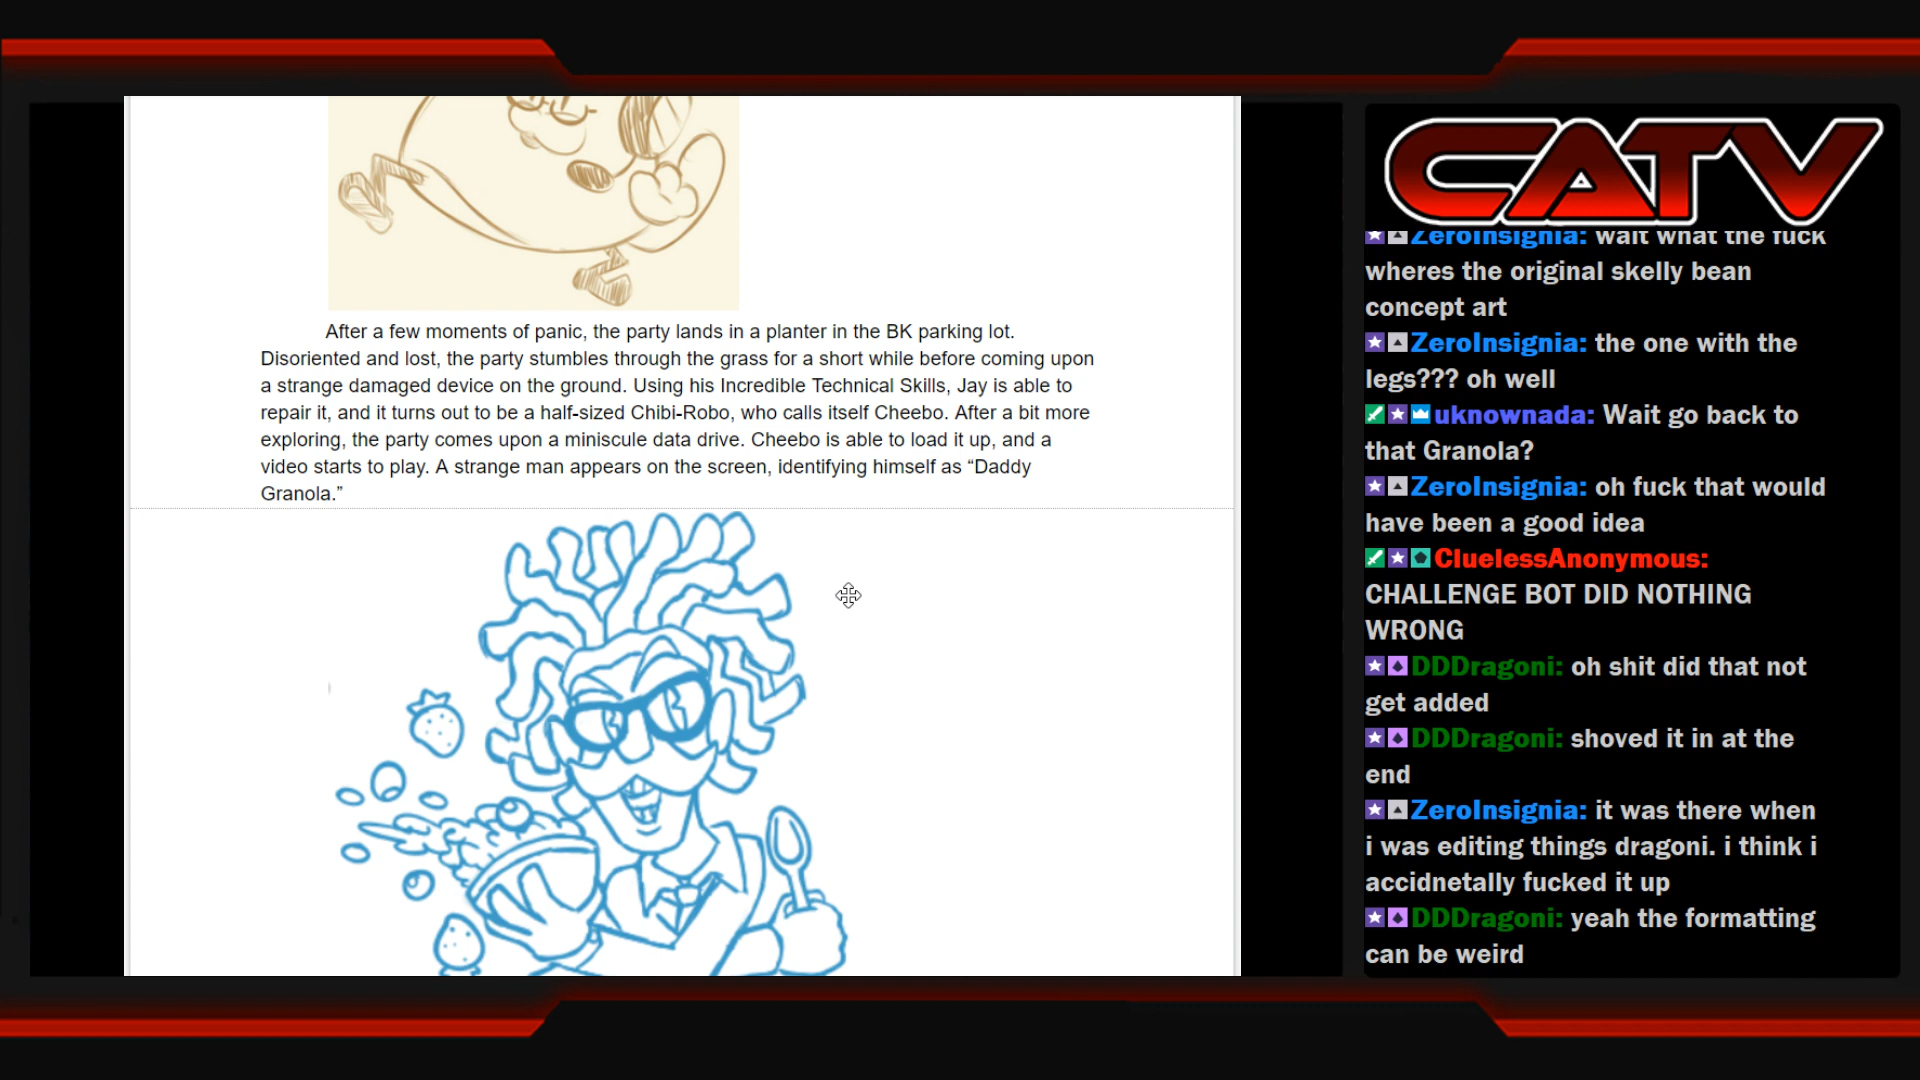 After a few moments of panic, the party lands in a planter in the BK parking lot.
Disoriented and lost, the party stumbles through the grass for a short while before coming upon
a strange damaged device on the ground. Using his Incredible Technical Skills, Jay is able to
repair it, and it turns out to be a half-sized Chibi-Robo, who calls itself Cheebo. After a bit more
exploring, the party comes upon a miniscule data drive. Cheebo is able to load it up, and a
video starts to play. A strange man appears on the screen, identifying himself as “Daddy
Granola.”
CATV
ZeroInsignia: wait what the fuck
wheres the original skelly bean
concept art
ZeroInsignia: the one with the
legs??? oh well
uknownada: Wait go back to
that Granola?
ZeroInsignia: oh fuck that would
have been a good idea
CluelessAnonymous:
CHALLENGE BOT DID NOTHING
WRONG
DDDragoni: oh shit did that not
get added
DDDragoni: shoved it in at the
end
ZeroInsignia: it was there when
i was editing things dragoni. i think i
accidnetally fucked it up
DDDragoni: yeah the formatting
can be weird